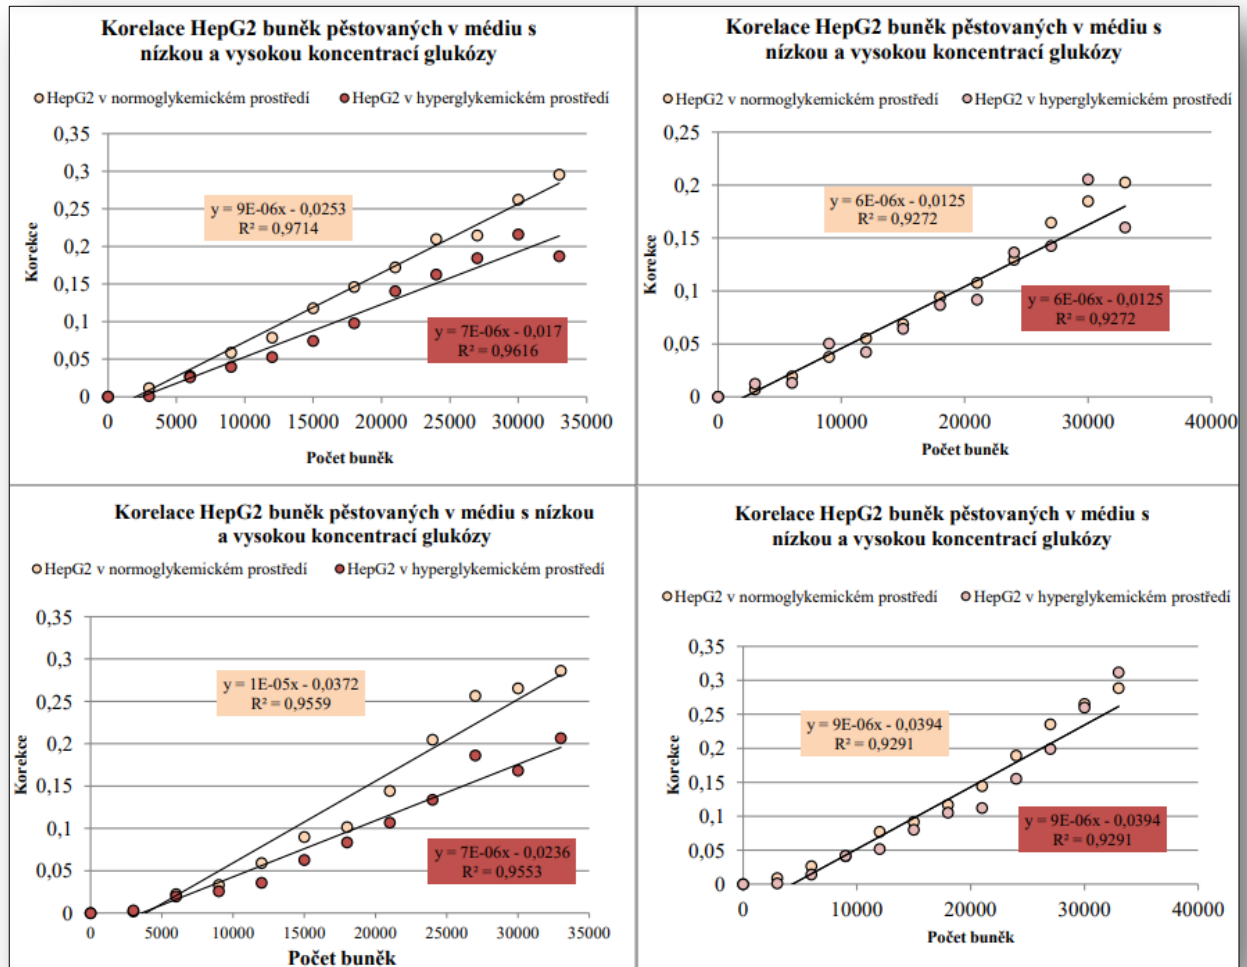 Korelace HepG2 buněk pěstovaných v médiu s
nízkou a vysokou koncentrací glukózy
HepG2 v normoglykemickém prostředí
HepG2 v hyperglykemickém prostředí
0,35
0,3
0,25
0,2
0,15
0,1
0,05
0
Korekce
y = 9E-06x - 0,0253
R² = 0,9714
y = 7E-06x - 0,017
R² = 0,9616
0 5000 10000 15000 20000 25000 30000 35000
Počet buněk
Korelace HepG2 buněk pěstovaných v médiu s
nízkou a vysokou koncentrací glukózy
HepG2 v normoglykemickém prostředí
HepG2 v hyperglykemickém prostředí
0,25
0,2
0,15
0,1
0,05
0
Korekce
y = 6E-06x - 0,0125
R² = 0,9272
y = 6E-06x - 0,0125
R² = 0,9272
0 10000 20000 30000 40000
Počet buněk
Korelace HepG2 buněk pěstovaných v médiu s nízkou
a vysokou koncentrací glukózy
HepG2 v normoglykemickém prostředí
HepG2 v hyperglykemickém prostředí
0,35
0,3
0,25
0,2
0,15
0,1
0,05
0
Korekce
y = 1E-05x - 0,0372
R² = 0,9559
y = 7E-06x - 0,0236
R² = 0,9553
0 5000 10000 15000 20000 25000 30000 35000
Počet buněk
Korelace HepG2 buněk pěstovaných v médiu s
nízkou a vysokou koncentrací glukózy
HepG2 v normoglykemickém prostředí
HepG2 v hyperglykemickém prostředí
0,35
0,3
0,25
0,2
0,15
0,1
0,05
0
Korekce
y = 9E-06x - 0,0394
R² = 0,9291
y = 9E-06x - 0,0394
R² = 0,9291
0 10000 20000 30000 40000
Počet buněk